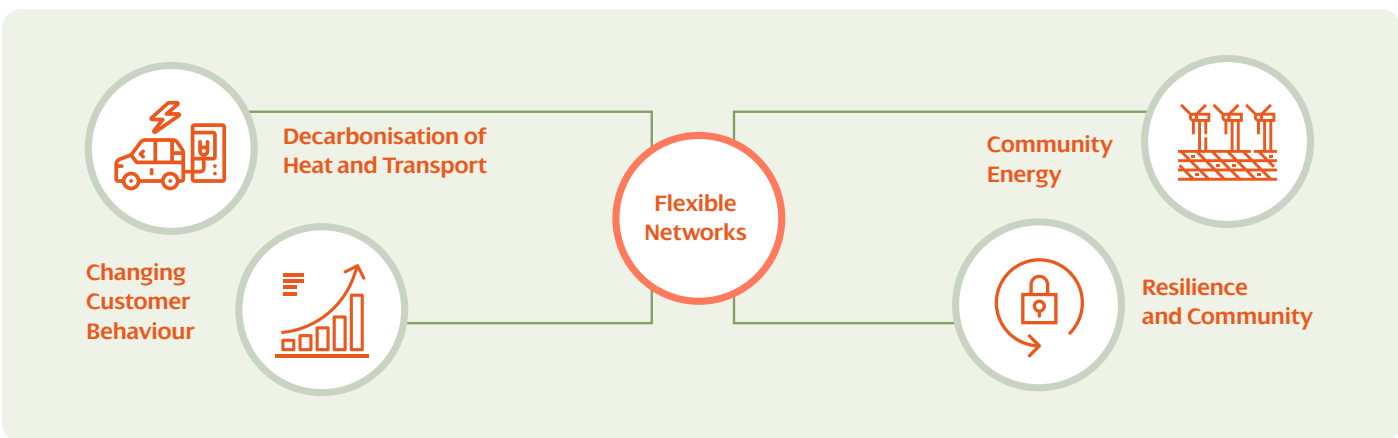 Decarbonisation of
Heat and Transport
Changing
Customer
Behaviour
Flexible
Networks
Community
Energy
Resilience
and Community